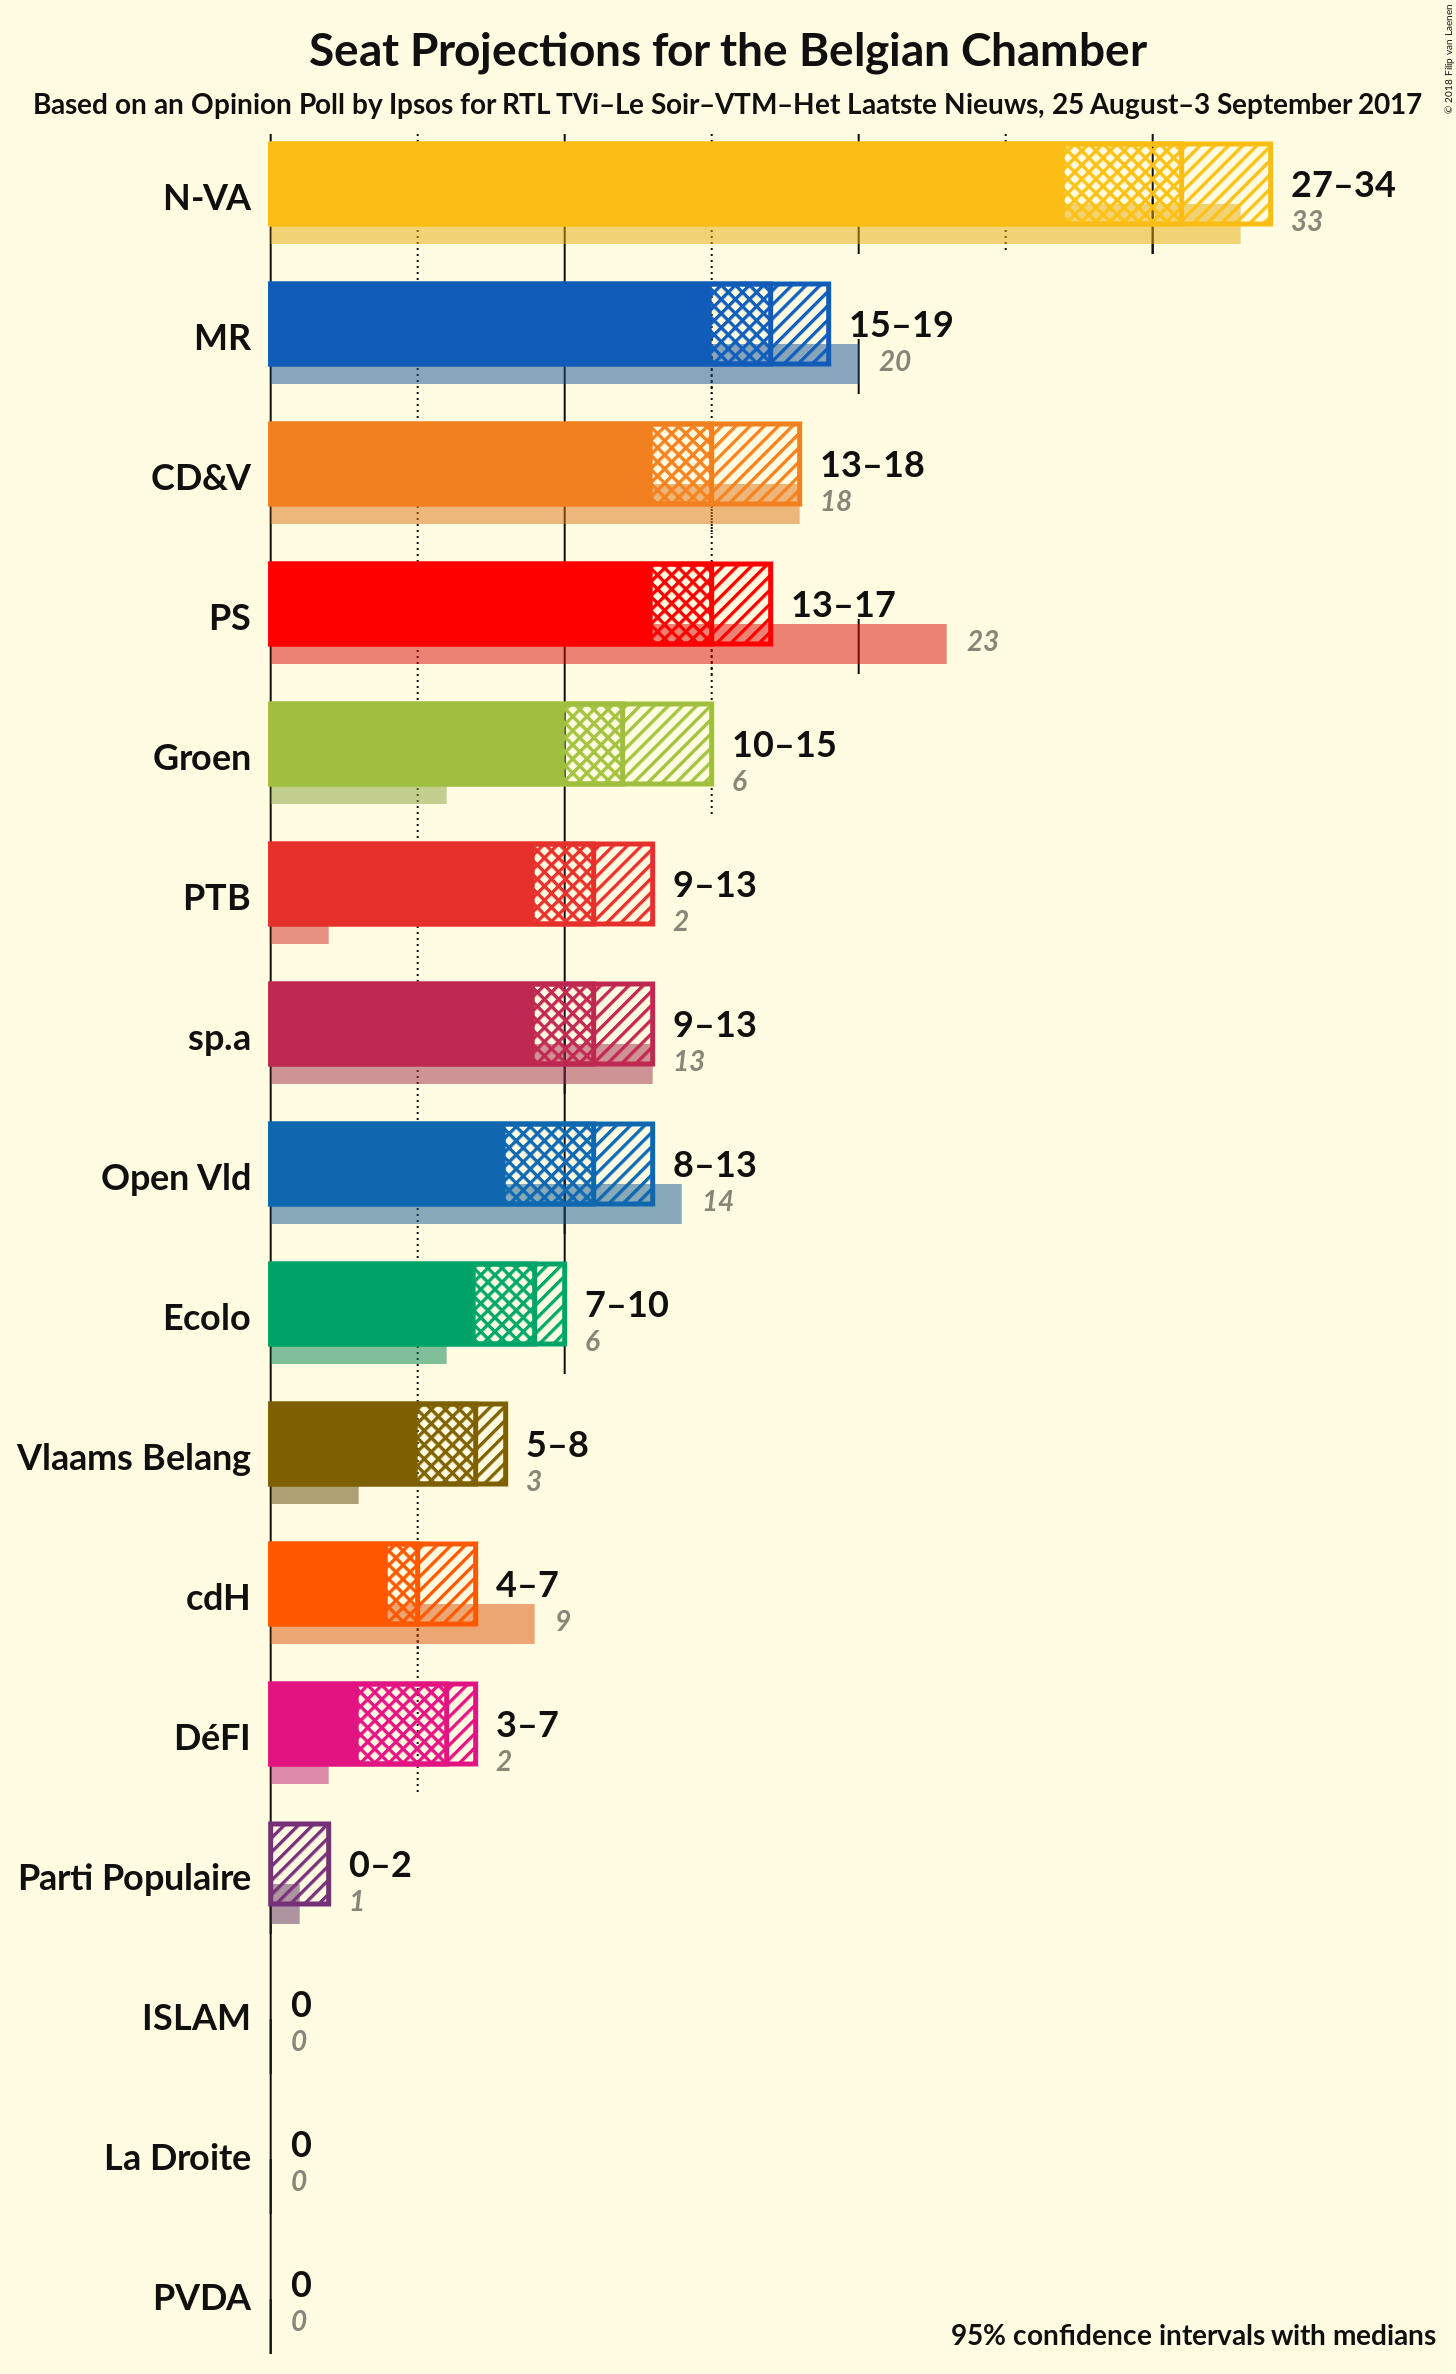 Seat Projections for the Belgian Chamber
Based on an Opinion Poll by Ipsos for RTL TVi–Le Soir–VTM–Het Laatste Nieuws, 25 August–3 September 2017
© 2018 Filip van Laenen
N-VA
27–34
33
MR
15–19
20
CD&V
13–18
18
PS
13–17
23
Groen
10–15
6
PTB
9–13
2
sp.a
9–13
13
Open Vld
8–13
14
Ecolo
7–10
6
Vlaams Belang
5–8
3
cdH
4–7
9
DéFI
3–7
2
Parti Populaire
0–2
1
ISLAM
0
0
La Droite
0
0
PVDA
0
0
95% confidence intervals with medians